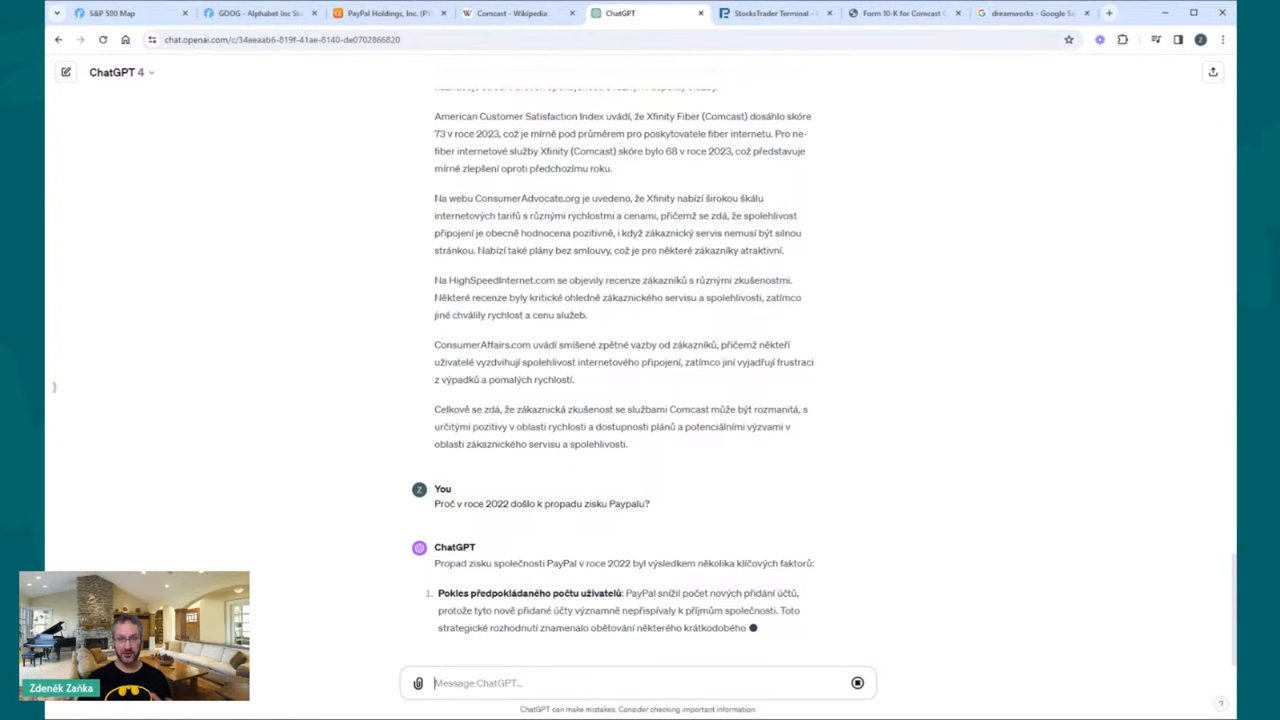 S&P 500 Map
GOOG - Alphabet Inc Sto
PayPal Holdings, Inc. (PY
Comcast - Wikipedia
ChatGPT
StocksTrader Terminal -
Form 10-K for Comcast C
dreamworks - Google Se
chat.openai.com/c/34eeaab6-819f-41ae-8140-de0702866820
ChatGPT 4
American Customer Satisfaction Index uvádí, že Xfinity Fiber (Comcast) dosáhlo skóre
73 v roce 2023, což je mírně pod průměrem pro poskytovatele fiber internetu. Pro ne-
fiber internetové služby Xfinity (Comcast) skóre bylo 68 v roce 2023, což představuje
mírné zlepšení oproti předchozímu roku.
Na webu ConsumerAdvocate.org je uvedeno, že Xfinity nabízí širokou škálu
internetových tarifů s různými rychlostmi a cenami, přičemž se zdá, že spolehlivost
připojení je obecně hodnocena pozitivně, i když zákaznický servis nemusí být silnou
stránkou. Nabízí také plány bez smlouvy, což je pro některé zákazníky atraktivní.
Na HighSpeedInternet.com se objevily recenze zákazníků s různými zkušenostmi.
Některé recenze byly kritické ohledně zákaznického servisu a spolehlivosti, zatímco
jiné chválily rychlost a cenu služeb.
ConsumerAffairs.com uvádí smíšené zpětné vazby od zákazníků, přičemž někteří
uživatelé vyzdvihují spolehlivost internetového připojení, zatímco jiní vyjadřují frustraci
z výpadků a pomalých rychlostí.
Celkově se zdá, že zákaznická zkušenost se službami Comcast může být rozmanitá, s
určitými pozitivy v oblasti rychlosti a dostupnosti plánů a potenciálními výzvami v
oblasti zákaznického servisu a spolehlivosti.
Z
You
Proč v roce 2022 došlo k propadu zisku Paypalu?
ChatGPT
Propad zisku společnosti PayPal v roce 2022 byl výsledkem několika klíčových faktorů:
1. Pokles předpokládaného počtu uživatelů: PayPal snížil počet nových přidání účtů,
protože tyto nově přidané účty významně nepřispívaly k příjmům společnosti. Toto
strategické rozhodnutí znamenalo obětování některého krátkodobého
Message ChatGPT...
ChatGPT can make mistakes. Consider checking important information.
?
Zdeněk Zaňka